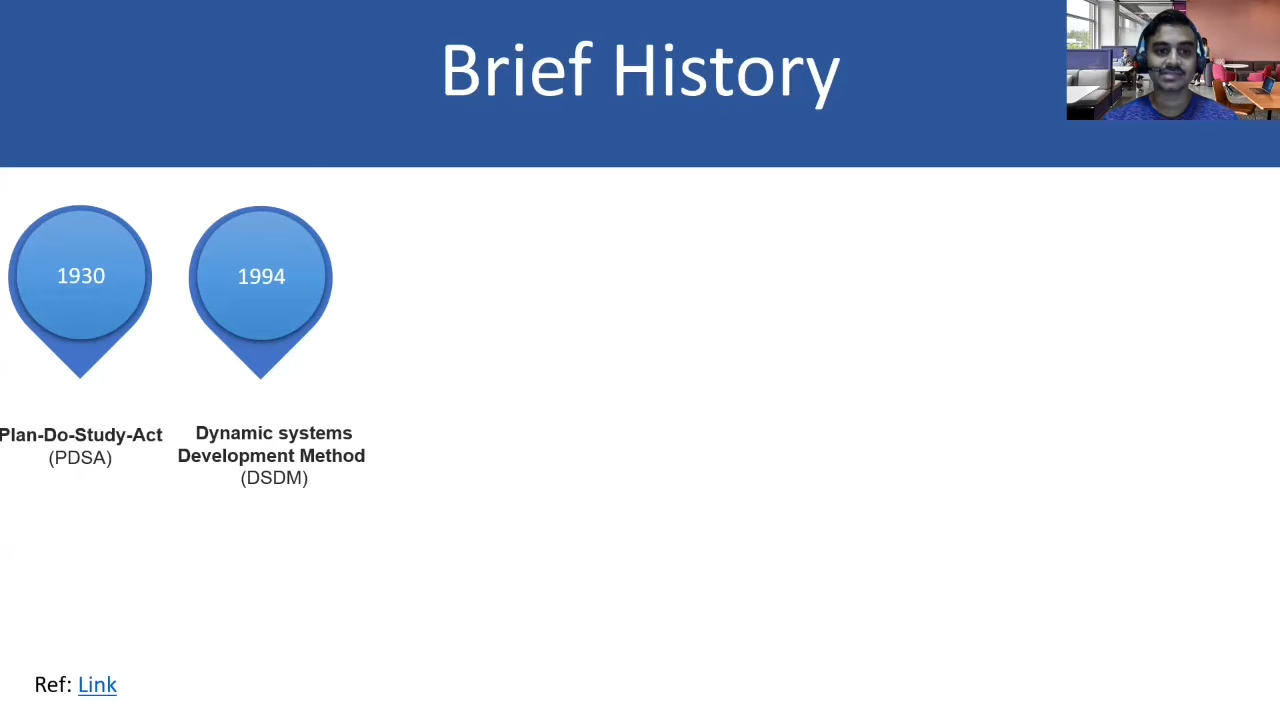 Brief History
1930
1994
Plan-Do-Study-Act
(PDSA)
Dynamic systems
Development Method
(DSDM)
Ref: Link